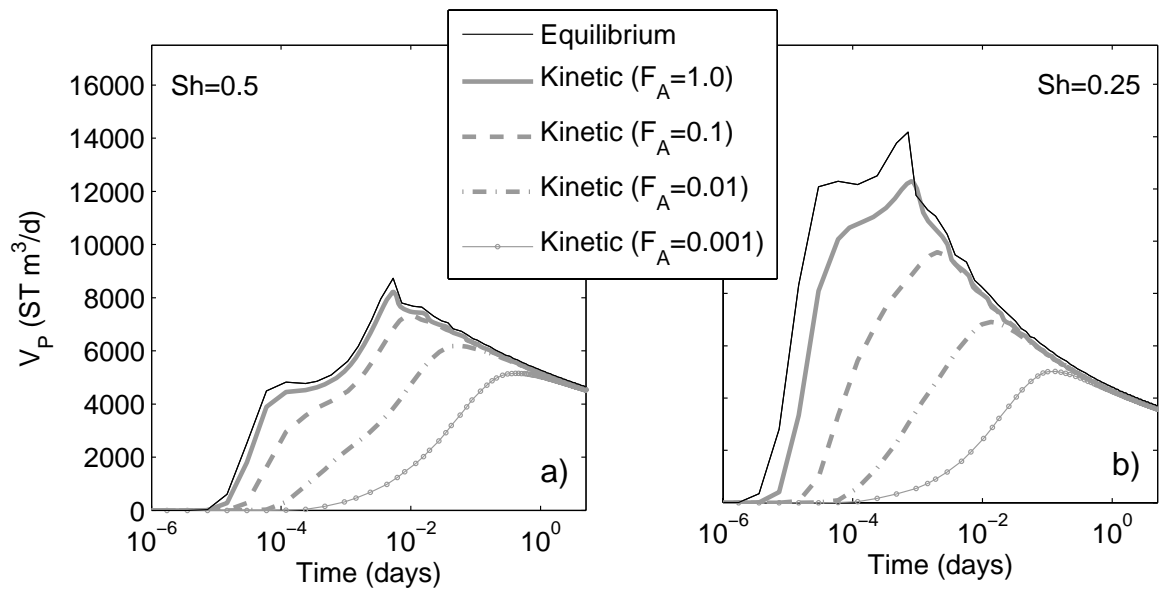 Equilibrium
Kinetic (F_A=1.0)
Kinetic (F_A=0.1)
Kinetic (F_A=0.01)
Kinetic (F_A=0.001)
Sh=0.5
Sh=0.25
16000
14000
12000
10000
8000
6000
4000
2000
0
V_P (ST m^3/d)
a)
b)
10^−6
10^−4
10^−2
10^0
Time (days)
10^−6
10^−4
10^−2
10^0
Time (days)